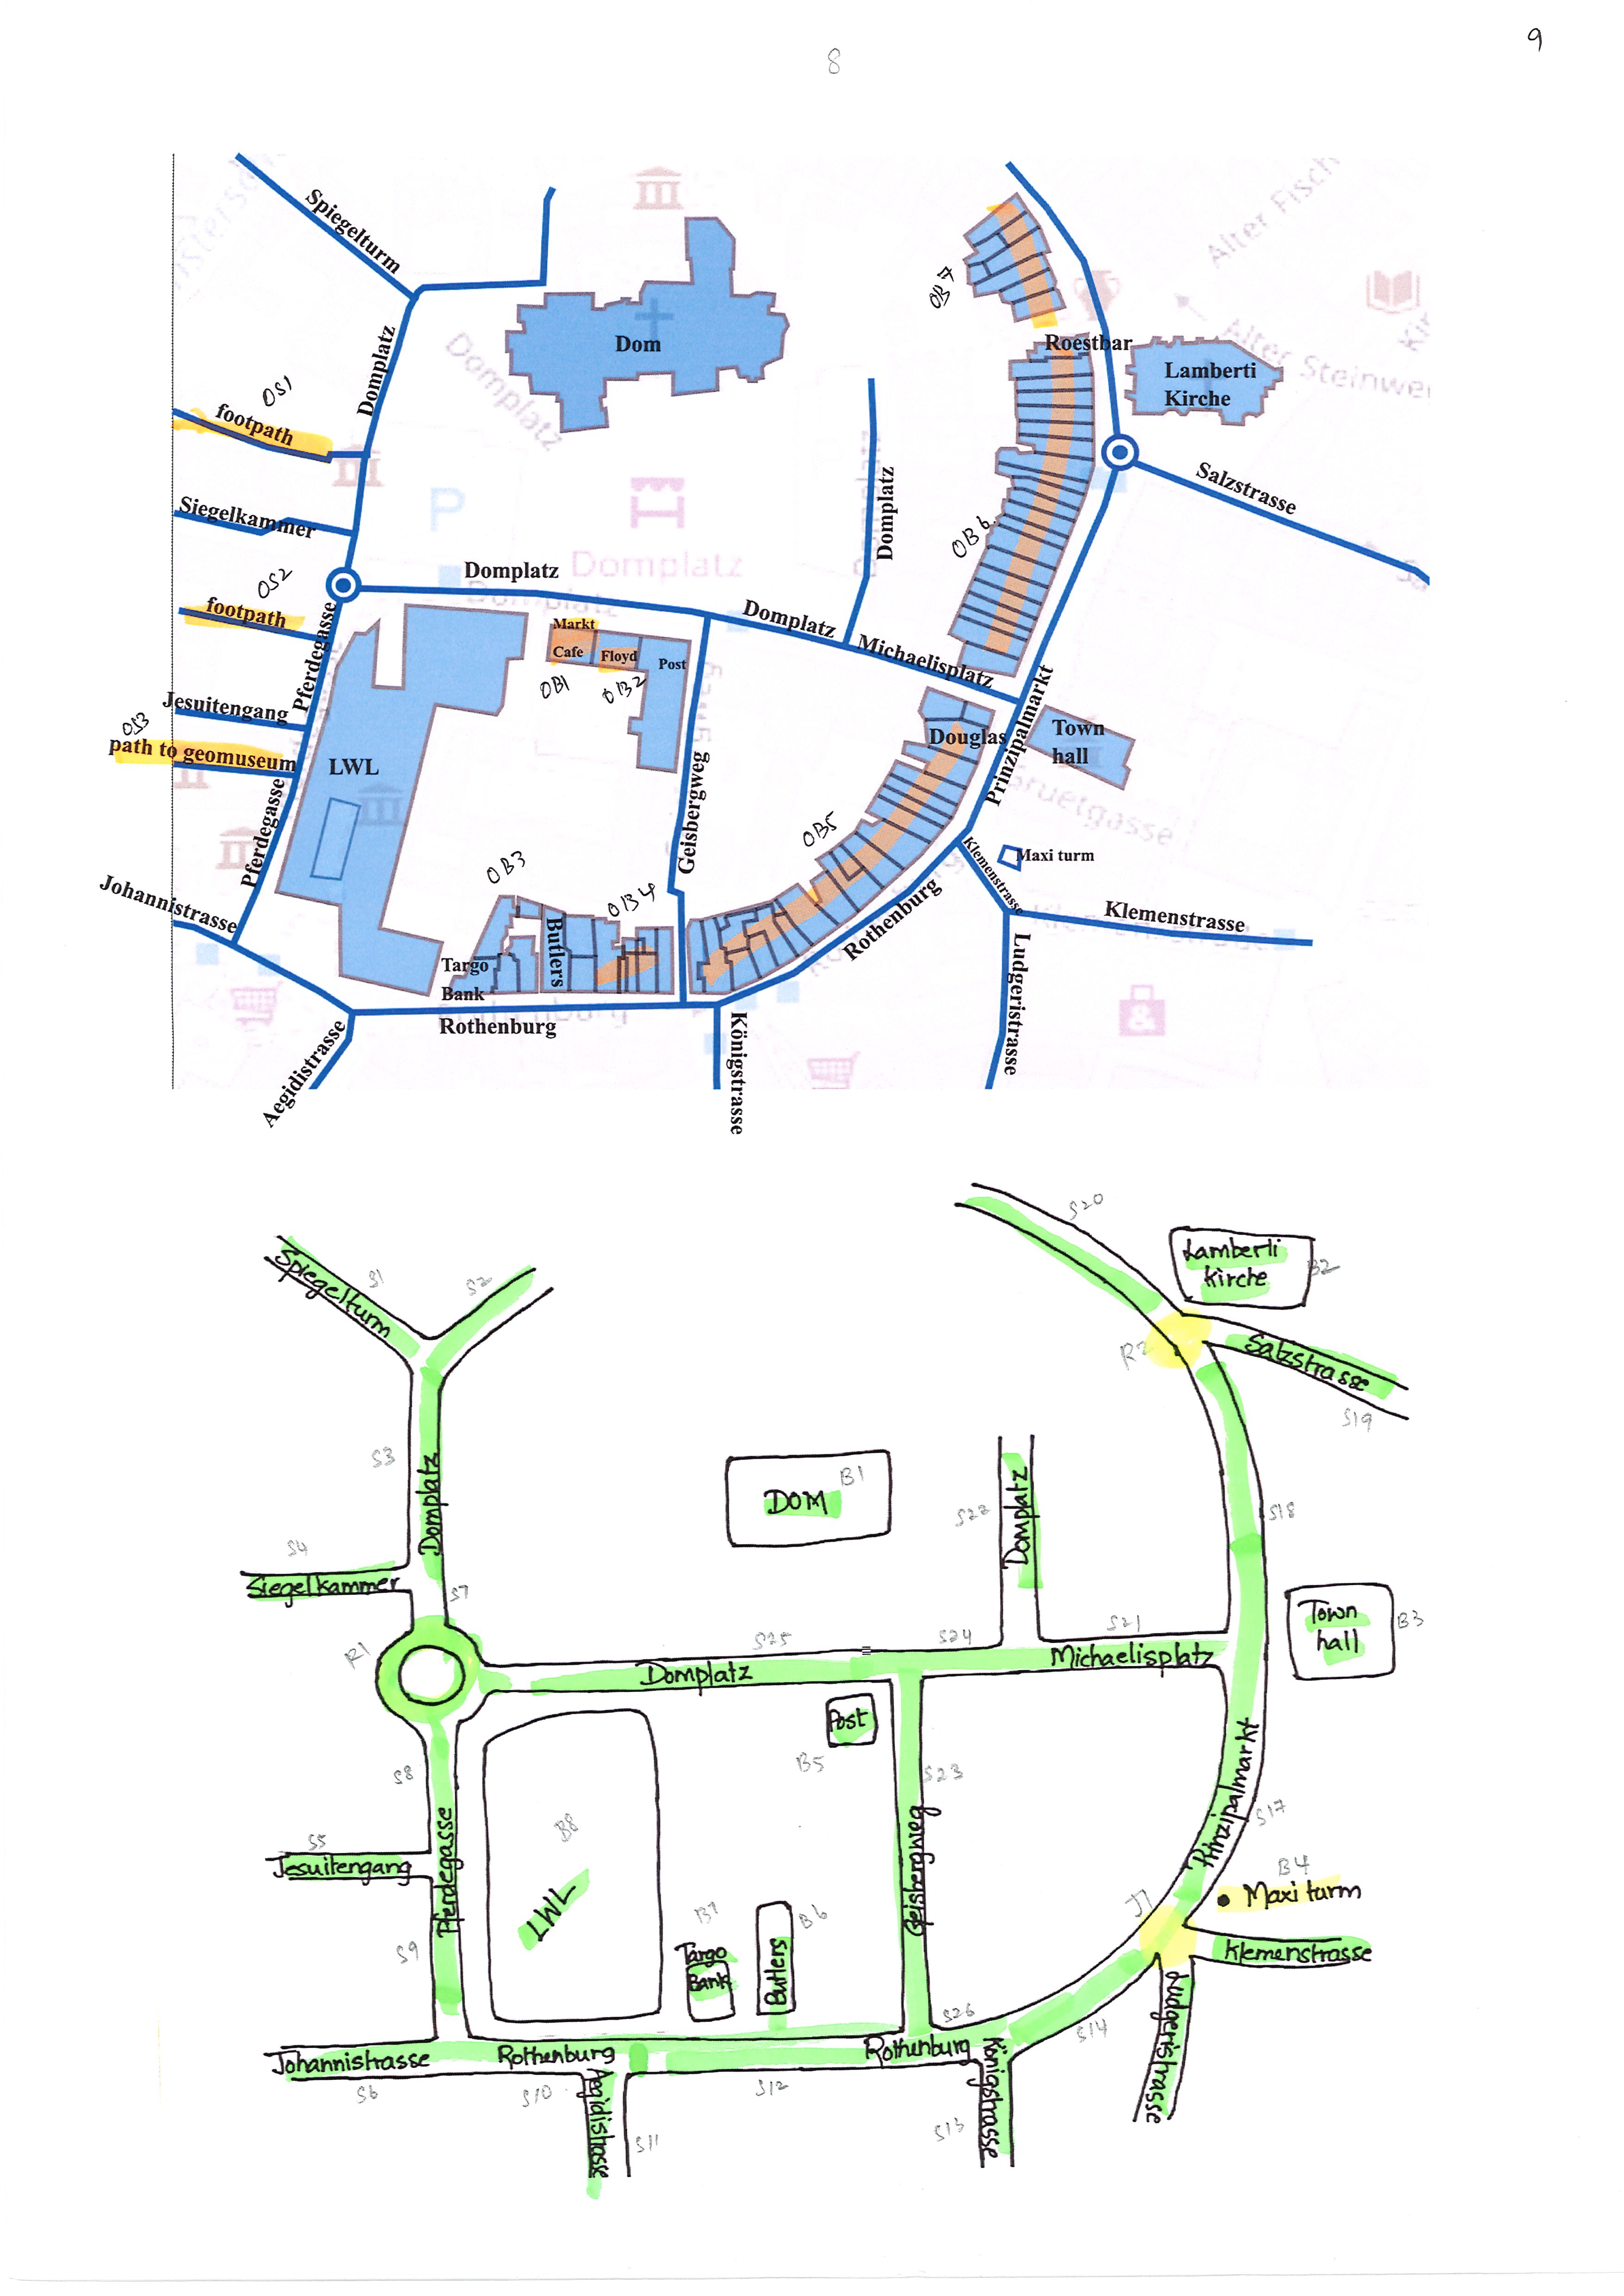 9
8
Spiegelturm
Alter Fisch
OB7
Roestbar
Alter Steinwe
Dom
Domplatz
Domplatz
Lamberti
Kirche
OS1
footpath
Salzstrasse
P
Siegelkammer
Domplatz
OB6
Domplatz
Domplatz
OS2
footpath
Domplatz
Michaelisplatz
Markt
Cafe
Floyd
Post
OB1
OB2
Pferdegasse
Jesuitengang
OS3
path to geomuseum
LWL
Geisbergweg
Douglas
Town
hall
Prinzipalmarkt
OB5
Pferdegasse
Klemenstrasse
Maxi turm
OB3
OB4
Johannistrasse
Butlers
Rothenburg
Klemenstrasse
Targo
Bank
Rothenburg
Ludgeristrasse
Königstrasse
Aegidistrasse
S20
Lamberti
Kirche
B2
Spiegelturm
S1
S2
R2
Salzstrasse
S19
S3
Domplatz
B1
DOM
S22
Domplatz
S18
S4
Siegelkammer
S7
Town
hall
B3
R1
S25
S24
S21
Domplatz
Michaelisplatz
Post
B5
S8
S23
Prinzipalmarkt
S17
B8
S5
Jesuitengang
Pferdegasse
LWL
Geisbergweg
B4
Maxi turm
J1
B7
B6
Targo
Bank
Butlers
S9
Klemenstrasse
S26
S14
Ludgeristrasse
Johannistrasse
Rothenburg
Rothenburg
Königstrasse
S6
S10
S12
Aegidistrasse
S11
S13